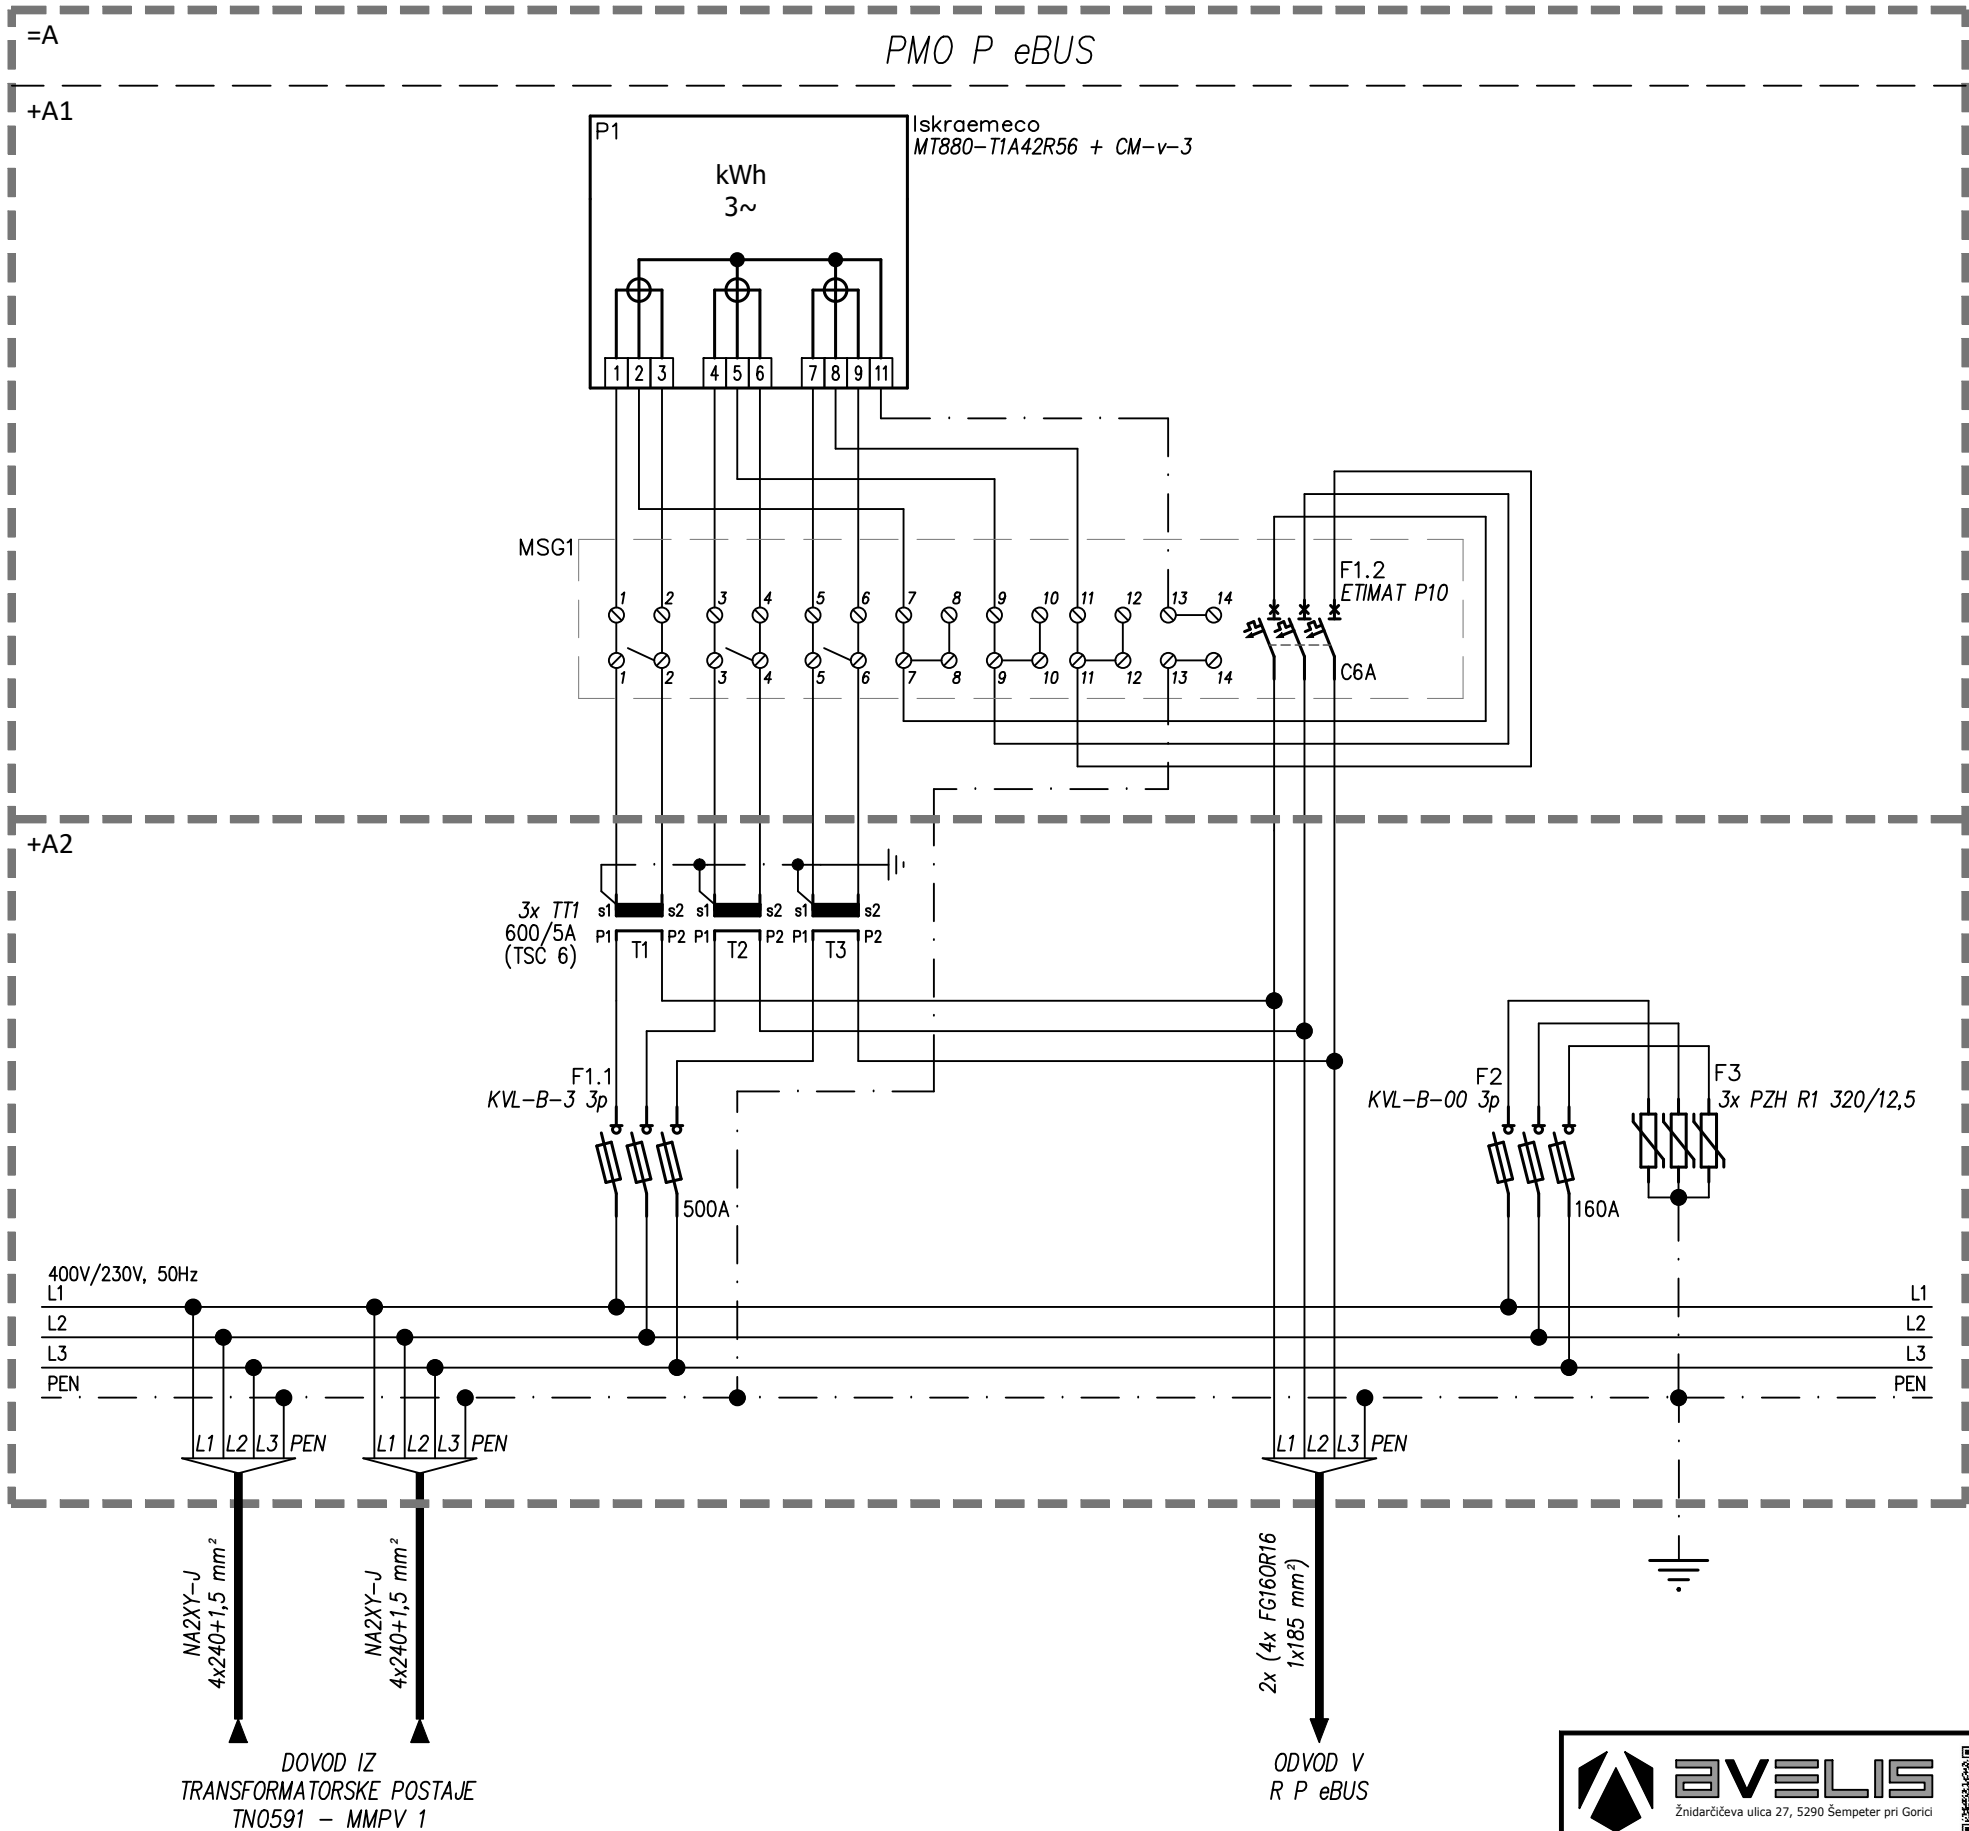 =A
PMO P eBUS
+A1
P1
Iskraemeco
MT880-T1A42R56 + CM-v-3
kWh
3~
1 2 3 4 5 6 7 8 9 11
MSG1
F1.2
ETIMAT P10
1 2 3 4 5 6 7 8 9 10 11 12 13 14
1 2 3 4 5 6 7 8 9 10 11 12 13 14
C6A
+A2
3x TT1
600/5A
(TSC 6)
s1 s2 s1 s2 s1 s2
P1 P2 P1 P2 P1 P2
T1 T2 T3
F1.1
KVL-B-3 3p
500A
F2
KVL-B-00 3p
160A
F3
3x PZH R1 320/12,5
400V/230V, 50Hz
L1 L1
L2 L2
L3 L3
PEN PEN
L1 L2 L3 PEN
L1 L2 L3 PEN
L1 L2 L3 PEN
NA2XY-J
4x240+1,5 mm²
NA2XY-J
4x240+1,5 mm²
2x (4x FG16OR16
1x185 mm²)
DOVOD IZ
TRANSFORMATORSKE POSTAJE
TN0591 - MMPV 1
ODVOD V
R P eBUS
AVELIS
Žnidarčičeva ulica 27, 5290 Šempeter pri Gorici